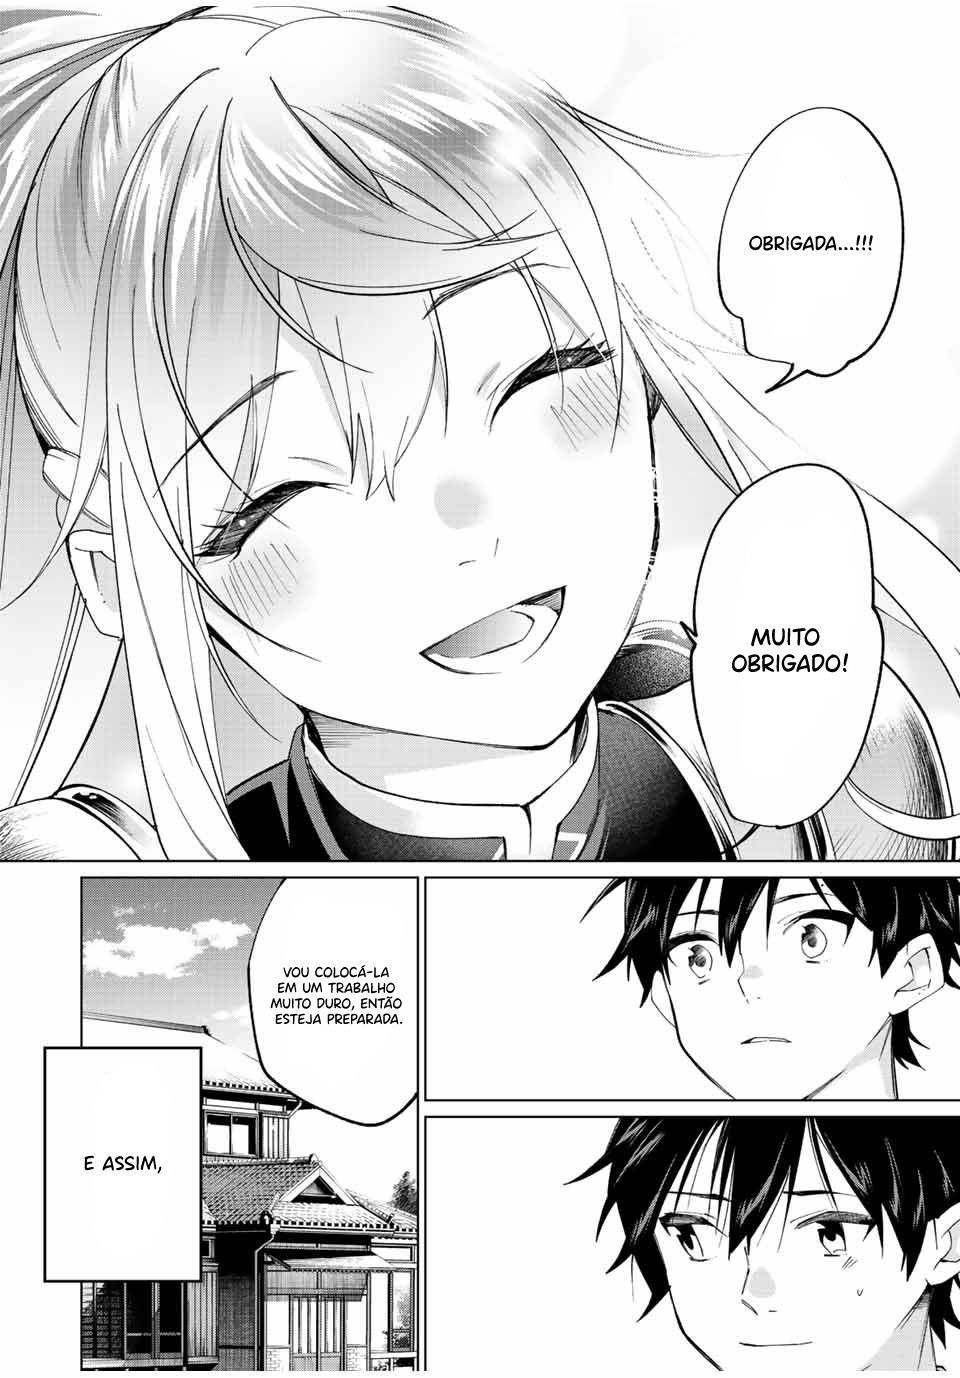 OBRIGADA...!!!
MUITO
OBRIGADO!
VOU COLOCÁ-LA
EM UM TRABALHO
MUITO DURO, ENTÃO
ESTEJA PREPARADA.
E ASSIM,